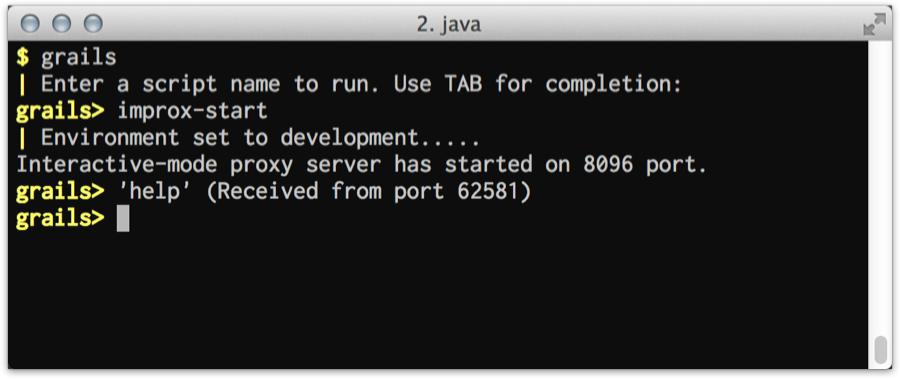 2. java
$ grails
| Enter a script name to run. Use TAB for completion:
grails> improx-start
| Environment set to development.....
Interactive-mode proxy server has started on 8096 port.
grails> 'help' (Received from port 62581)
grails>